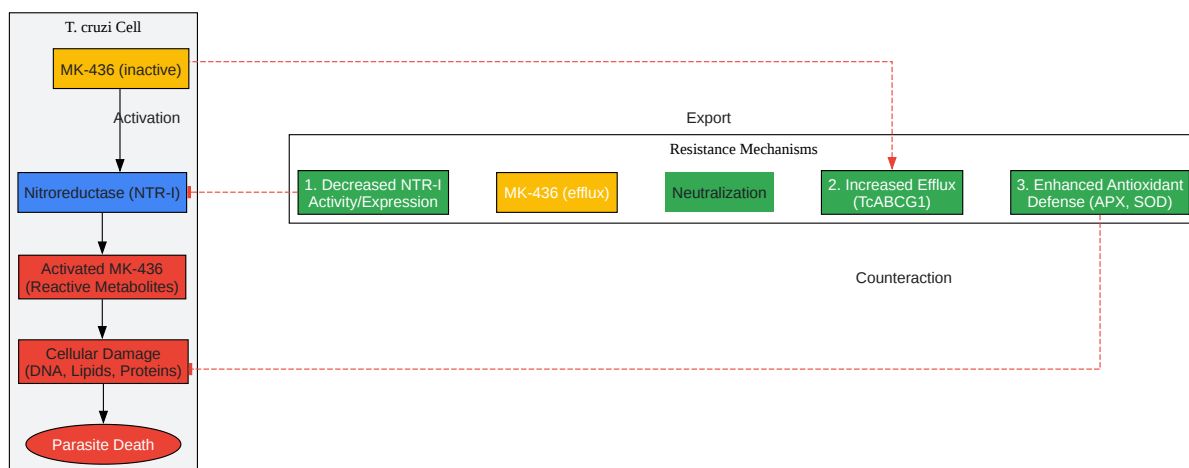 T. cruzi Cell
MK-436 (inactive)
Activation
Export
Resistance Mechanisms
Nitroreductase (NTR-I)
1. Decreased NTR-I
Activity/Expression
MK-436 (efflux)
Neutralization
2. Increased Efflux
(TcABCG1)
3. Enhanced Antioxidant
Defense (APX, SOD)
Activated MK-436
(Reactive Metabolites)
Counteraction
Cellular Damage
(DNA, Lipids, Proteins)
Parasite Death